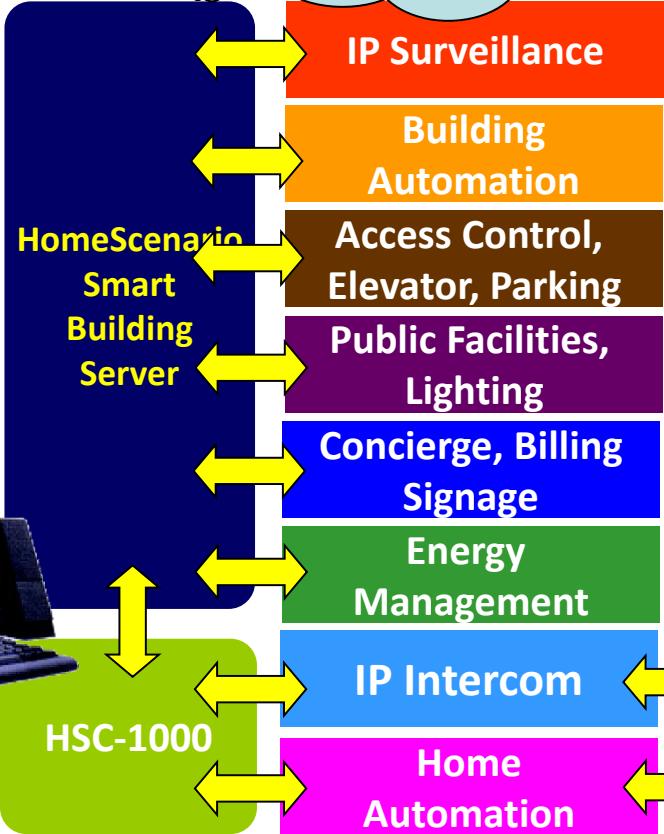 IP Surveillance
Building
Automation
HomeScenario
Smart
Building
Server
Access Control,
Elevator, Parking
Public Facilities,
Lighting
Concierge, Billing
Signage
Energy
Management
IP Intercom
HSC-1000
Home
Automation